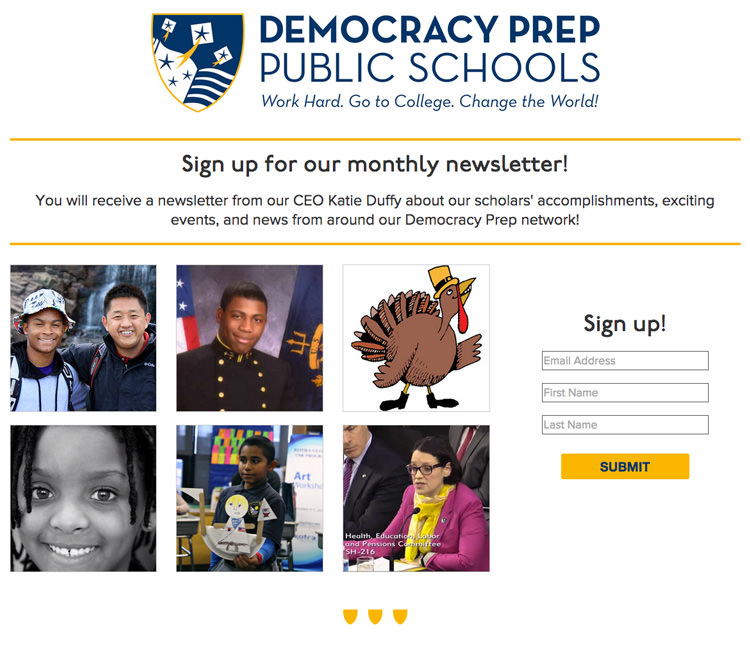 DEMOCRACY PREP
PUBLIC SCHOOLS
Work Hard. Go to College. Change the World!
Sign up for our monthly newsletter!
You will receive a newsletter from our CEO Katie Duffy about our scholars' accomplishments, exciting
events, and news from around our Democracy Prep network!
Art
Worksho
Health, Education, Labor
and Pensions Committee
SH-216
Sign up!
Email Address
First Name
Last Name
SUBMIT